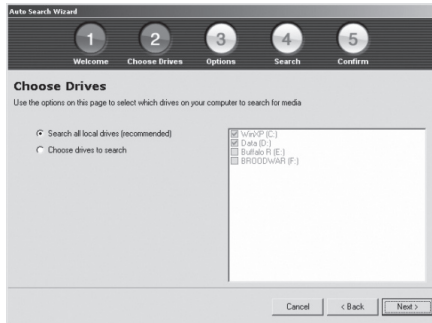 Auto Search Wizard
1 2 3 4 5
Welcome Choose Drives Options Search Confirm
Choose Drives
Use the options on this page to select which drives on your computer to search for media
Search all local drives (recommended)
Choose drives to search
WinXP (C:)
Data (D:)
Buffalo R (E:)
BROODWAR (F:)
Cancel < Back Next >